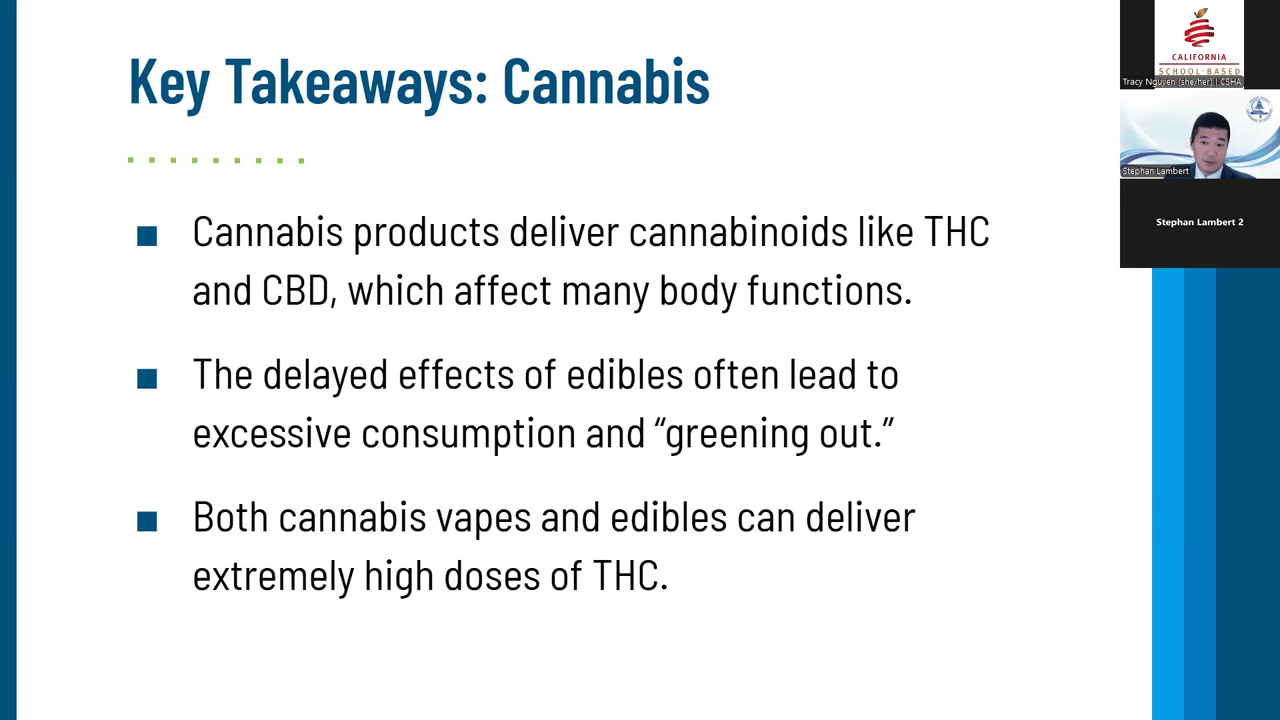 Key Takeaways: Cannabis
Cannabis products deliver cannabinoids like THC
and CBD, which affect many body functions.
The delayed effects of edibles often lead to
excessive consumption and “greening out.”
Both cannabis vapes and edibles can deliver
extremely high doses of THC.
CALIFORNIA
SCHOOL-BASED
Tracy Nguyen (she/her) | CSHA
Stephan Lambert
Stephan Lambert 2